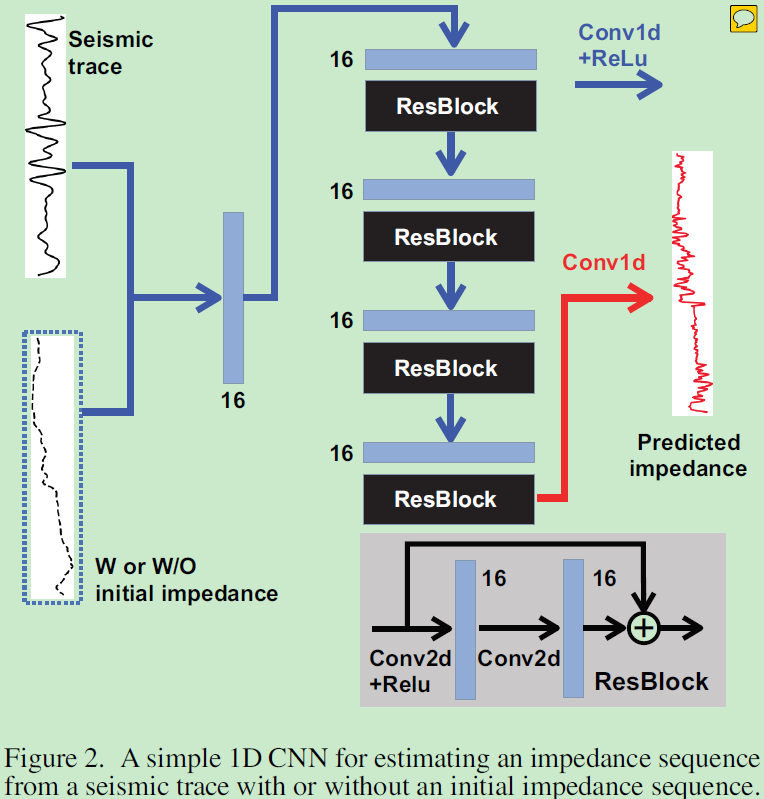 Seismic
trace
16
W or W/O
initial impedance
16
ResBlock
16
ResBlock
16
ResBlock
16
ResBlock
Conv1d
+ReLu
Conv1d
Predicted
impedance
16
16
Conv2d
+Relu
Conv2d
ResBlock
Figure 2. A simple 1D CNN for estimating an impedance sequence
from a seismic trace with or without an initial impedance sequence.